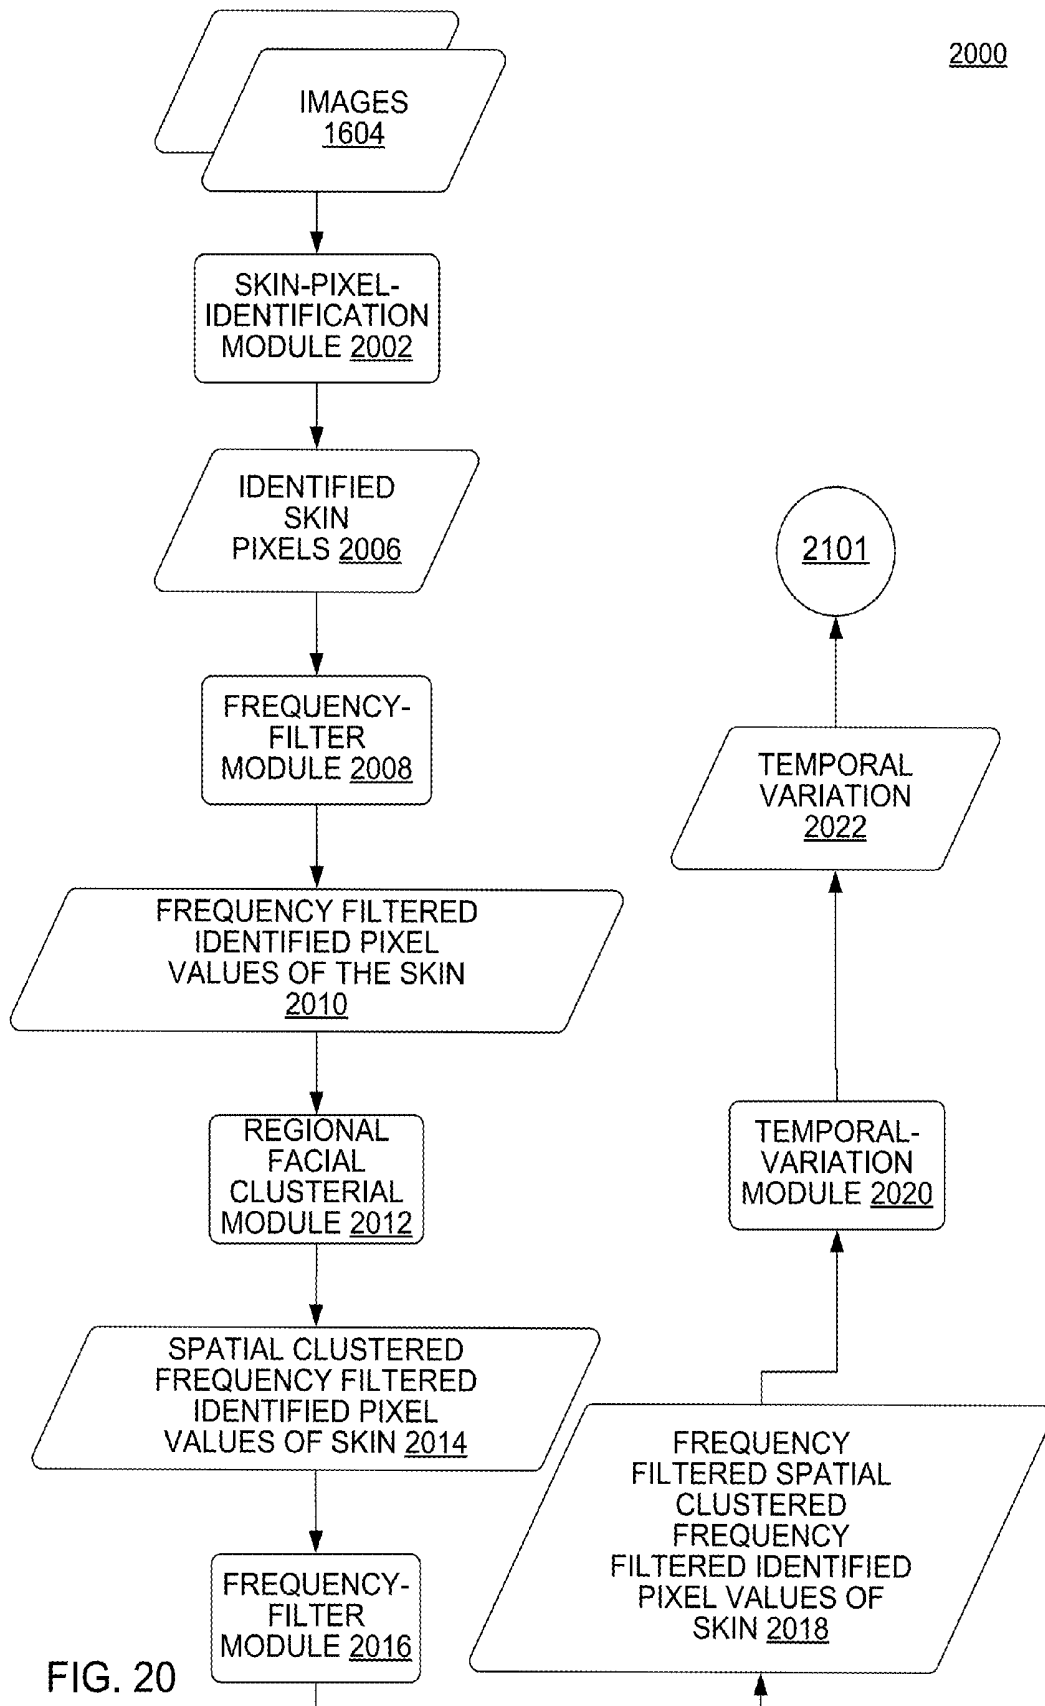 2000
IMAGES
1604
SKIN-PIXEL-
IDENTIFICATION
MODULE 2002
IDENTIFIED
SKIN
PIXELS 2006
FREQUENCY-
FILTER
MODULE 2008
FREQUENCY FILTERED
IDENTIFIED PIXEL
VALUES OF THE SKIN
2010
REGIONAL
FACIAL
CLUSTERIAL
MODULE 2012
SPATIAL CLUSTERED
FREQUENCY FILTERED
IDENTIFIED PIXEL
VALUES OF SKIN 2014
FREQUENCY-
FILTER
MODULE 2016
FREQUENCY
FILTERED SPATIAL
CLUSTERED
FREQUENCY
FILTERED IDENTIFIED
PIXEL VALUES OF
SKIN 2018
TEMPORAL-
VARIATION
MODULE 2020
TEMPORAL
VARIATION
2022
2101
FIG. 20